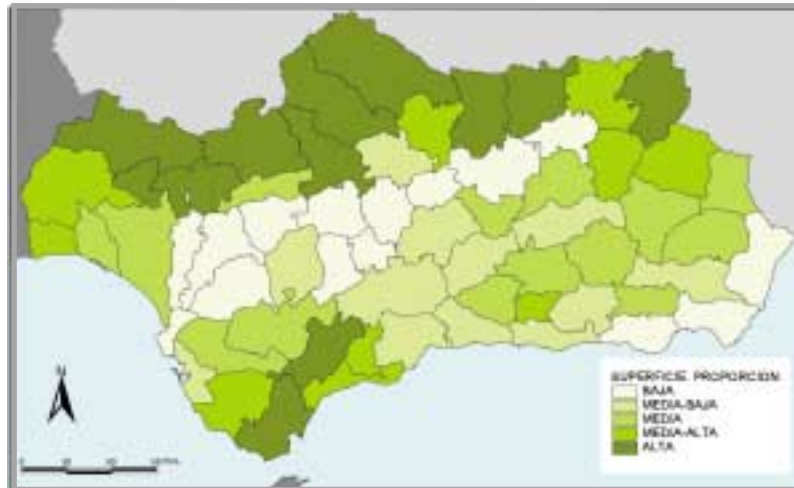 N
SUPERFICIE. PROPORCION
BAJA
MEDIA-BAJA
MEDIA
MEDIA-ALTA
ALTA